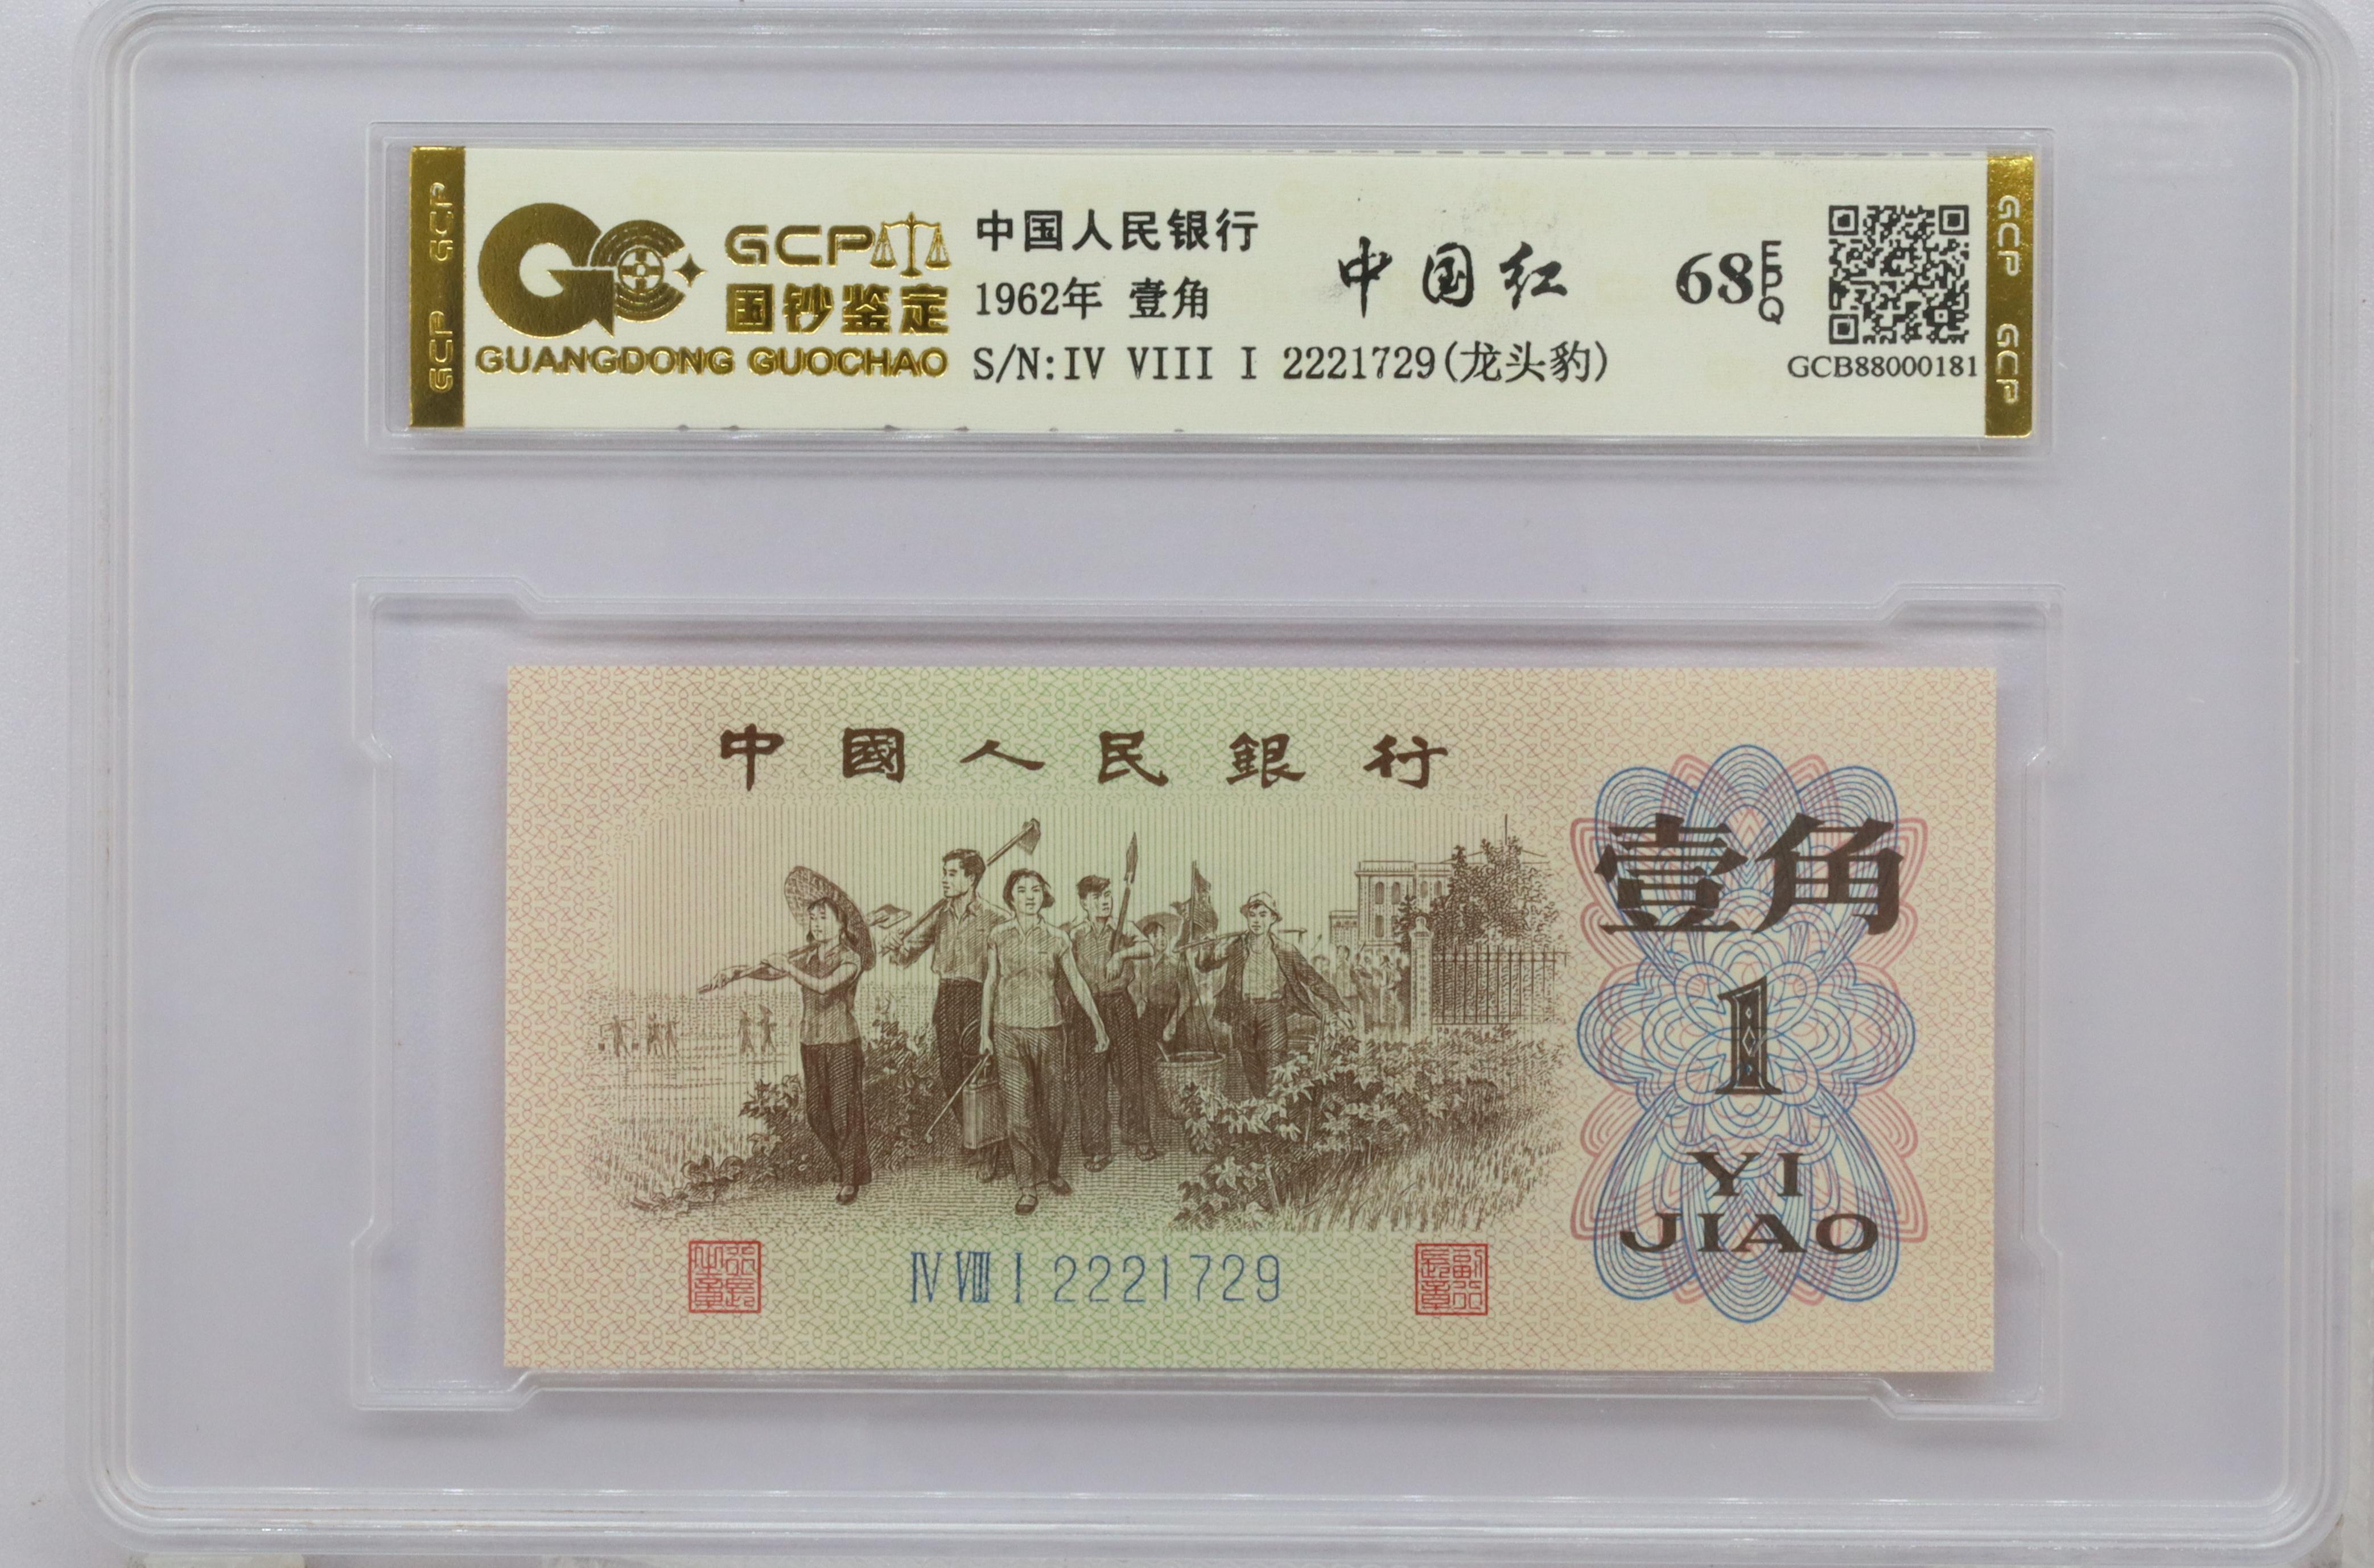 GCP GCP
GCP
国钞鉴定
GUANGDONG GUOCHAO
中国人民银行
1962年 壹角
S/N:IV VIII I 2221729(龙头豹)
中国红
68EPQ
GCB88000181
GCP GCP
中國人民銀行
壹角
1
YI
JIAO
IV VIII I 2221729